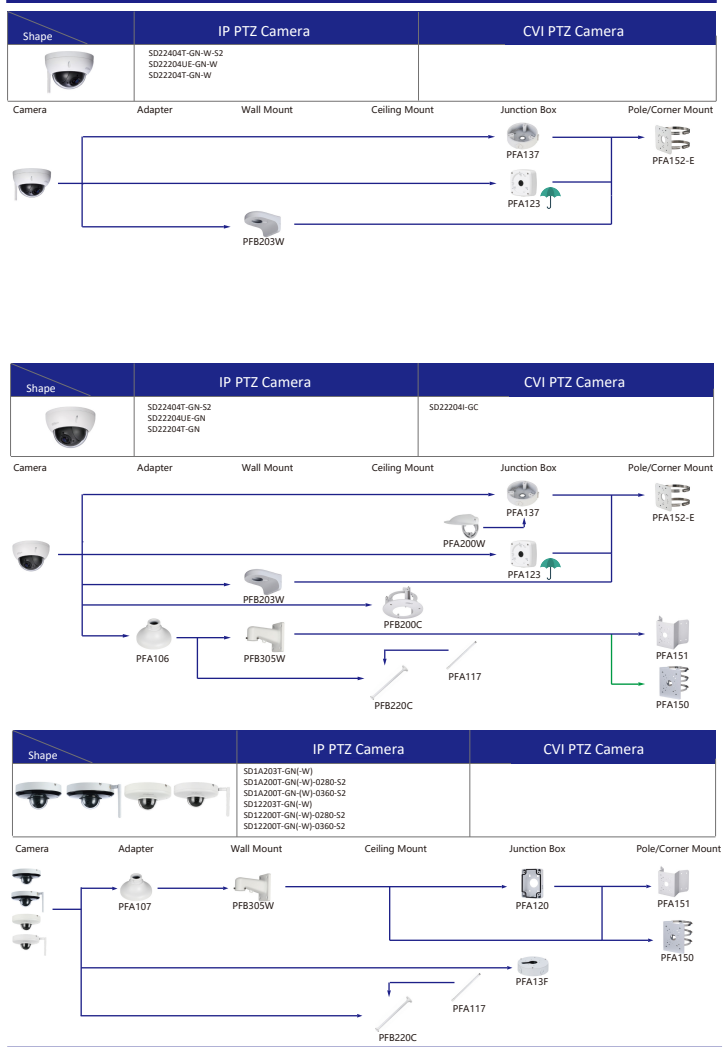 Shape
IP PTZ Camera
CVI PTZ Camera
SD22404T-GN-W-S2
SD22204UE-GN-W
SD22204T-GN-W
Camera Adapter Wall Mount Ceiling Mount Junction Box Pole/Corner Mount
PFA137
PFA152-E
PFA123
PFB203W
Shape
IP PTZ Camera
CVI PTZ Camera
SD22404T-GN-S2
SD22204UE-GN
SD22204T-GN
SD22204I-GC
Camera Adapter Wall Mount Ceiling Mount Junction Box Pole/Corner Mount
PFA137
PFA152-E
PFA200W
PFA123
PFB203W
PFB200C
PFA106
PFB305W
PFA151
PFA117
PFB220C
PFA150
Shape
IP PTZ Camera
CVI PTZ Camera
SD1A203T-GN(-W)
SD1A200T-GN(-W)-0280-S2
SD1A200T-GN-(W)-0360-S2
SD12203T-GN(-W)
SD12200T-GN(-W)-0280-S2
SD12200T-GN(-W)-0360-S2
Camera Adapter Wall Mount Ceiling Mount Junction Box Pole/Corner Mount
PFA107
PFB305W
PFA120
PFA151
PFA150
PFA13F
PFA117
PFB220C